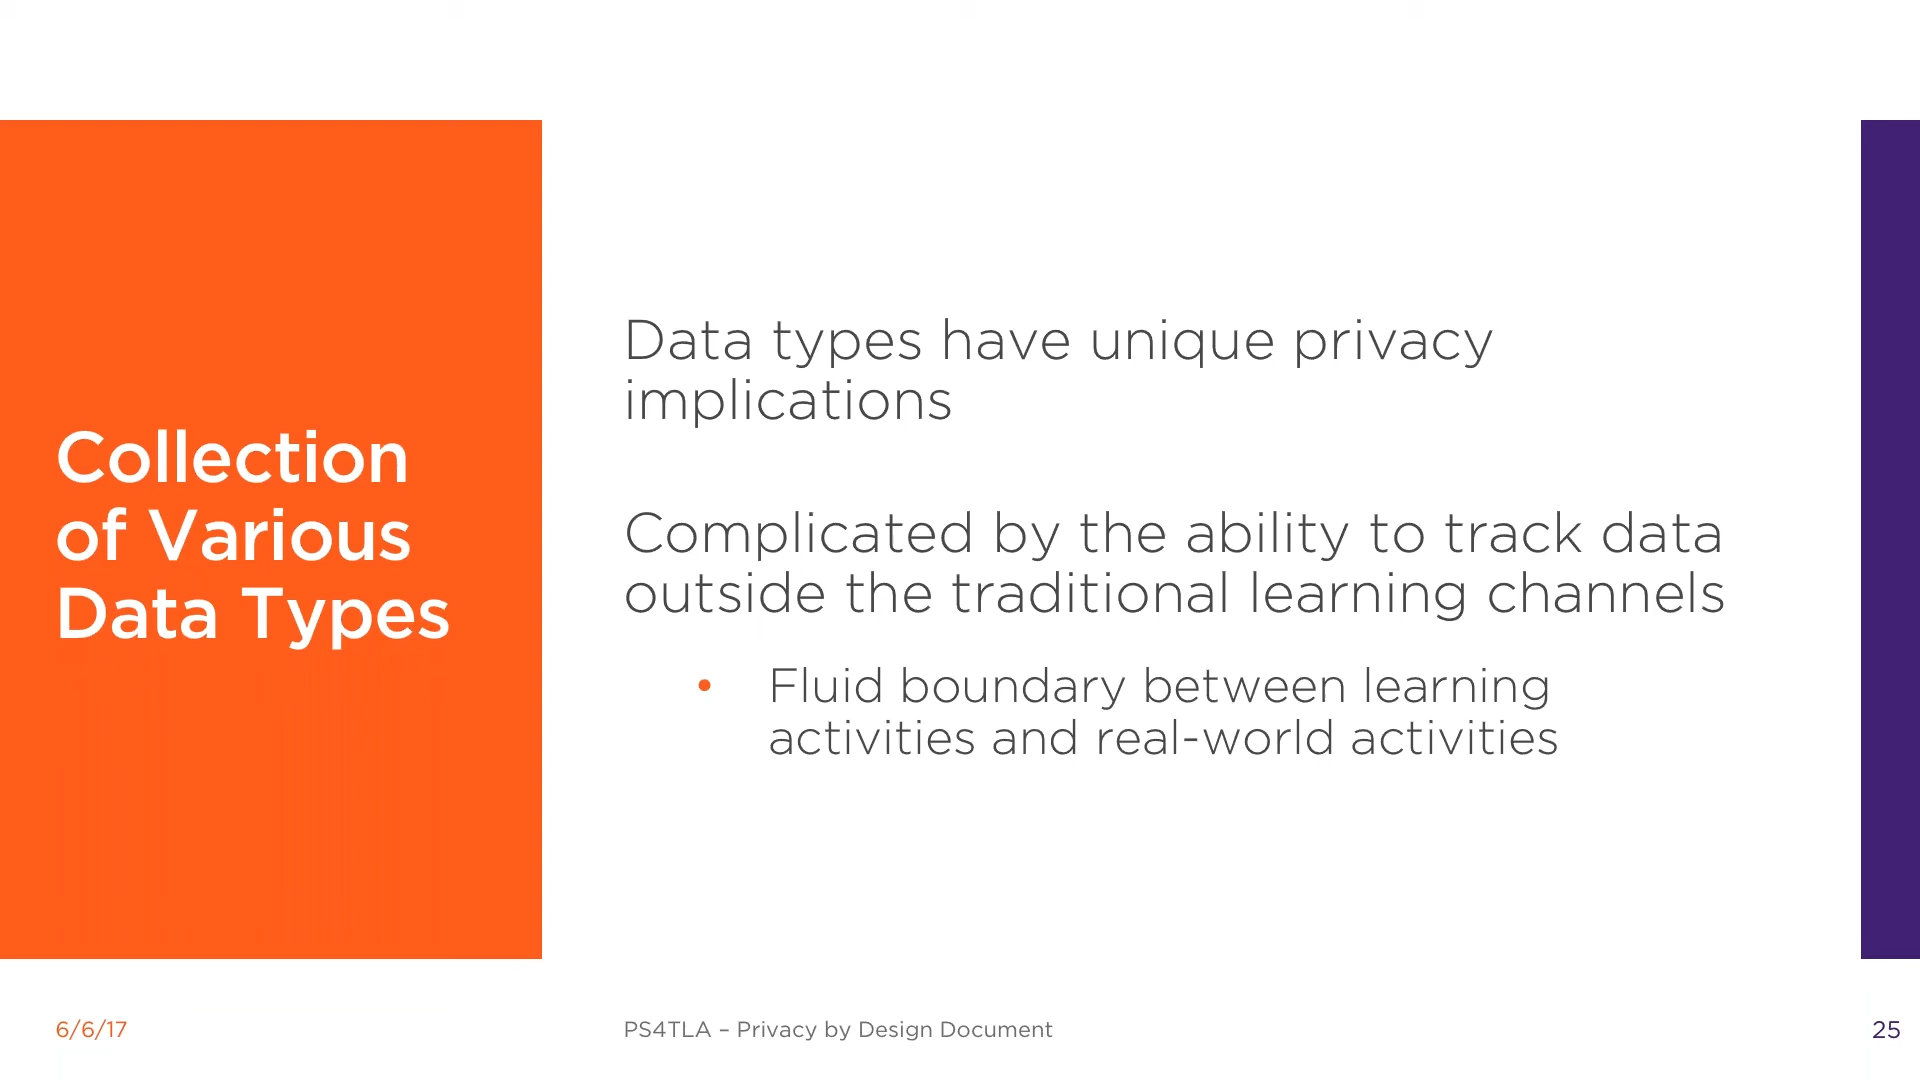 Collection
of Various
Data Types
Data types have unique privacy
implications
Complicated by the ability to track data
outside the traditional learning channels
• Fluid boundary between learning
activities and real-world activities
6/6/17
PS4TLA – Privacy by Design Document
25